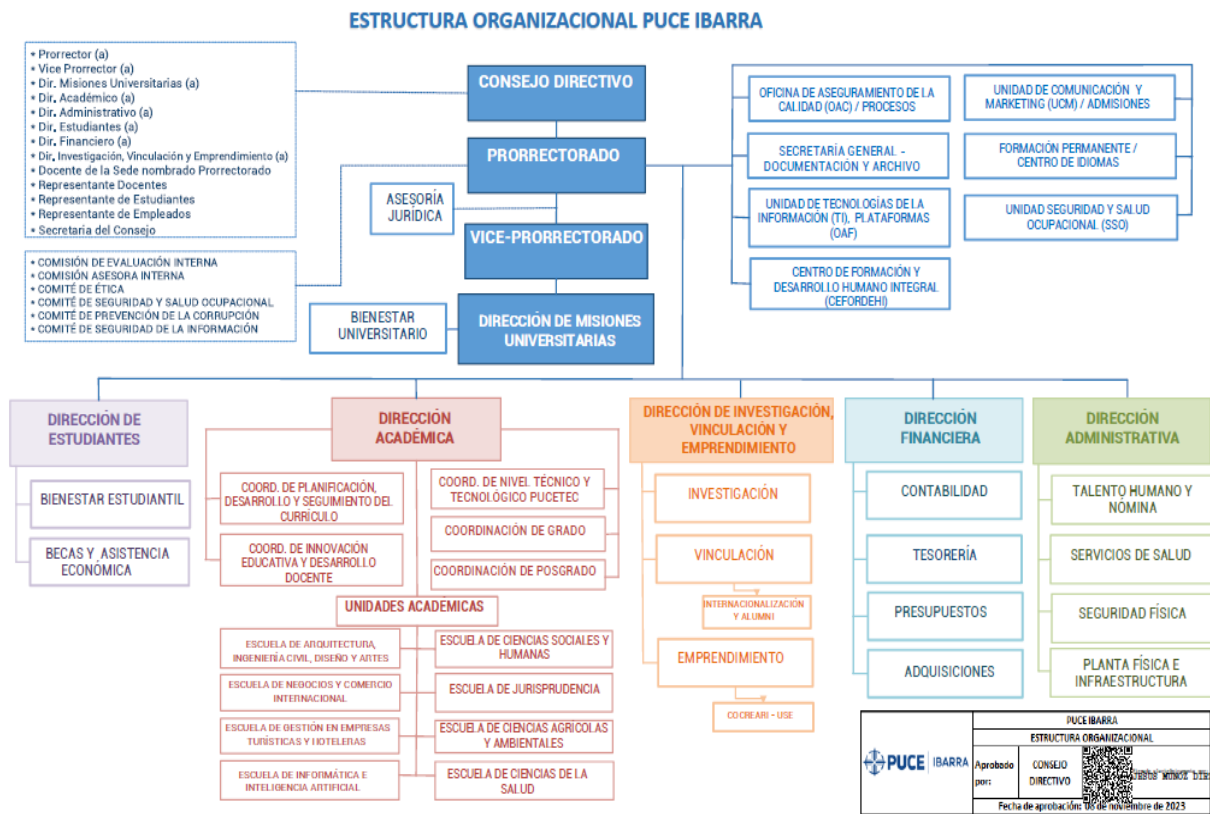 ESTRUCTURA ORGANIZACIONAL PUCE IBARRA
* Prorrector (a)
* Vice Prorrector (a)
* Dir. Misiones Universitarias (a)
* Dir. Académico (a)
* Dir. Administrativo (a)
* Dir. Estudiantes (a)
* Dir. Financiero (a)
* Dir, Investigación, Vinculación y Emprendimiento (a)
* Docente de la Sede nombrado Prorrectorado
* Representante Docentes
* Representante de Estudiantes
* Representante de Empleados
* Secretaria del Consejo
* COMISIÓN DE EVALUACIÓN INTERNA
* COMISIÓN ASESORA INTERNA
* COMITÉ DE ÉTICA
* COMITÉ DE SEGURIDAD Y SALUD OCUPACIONAL
* COMITÉ DE PREVENCIÓN DE LA CORRUPCIÓN
* COMITÉ DE SEGURIDAD DE LA INFORMACIÓN
CONSEJO DIRECTIVO
PRORRECTORADO
ASESORÍA
JURÍDICA
VICE-PRORRECTORADO
BIENESTAR
UNIVERSITARIO
DIRECCIÓN DE MISIONES
UNIVERSITARIAS
OFICINA DE ASEGURAMIENTO DE LA
CALIDAD (OAC) / PROCESOS
UNIDAD DE COMUNICACIÓN Y
MARKETING (UCM) / ADMISIONES
SECRETARÍA GENERAL -
DOCUMENTACIÓN Y ARCHIVO
FORMACIÓN PERMANENTE /
CENTRO DE IDIOMAS
UNIDAD DE TECNOLOGÍAS DE LA
INFORMACIÓN (TI), PLATAFORMAS
(OAF)
UNIDAD SEGURIDAD Y SALUD
OCUPACIONAL (SSO)
CENTRO DE FORMACIÓN Y
DESARROLLO HUMANO INTEGRAL
(CEFORDEHI)
DIRECCIÓN DE
ESTUDIANTES
BIENESTAR ESTUDIANTIL
BECAS Y ASISTENCIA
ECONÓMICA
DIRECCIÓN
ACADÉMICA
COORD. DE PLANIFICACIÓN,
DESARROLLO Y SEGUIMIENTO DEL
CURRÍCULO
COORD. DE INNOVACIÓN
EDUCATIVA Y DESARROLLO
DOCENTE
COORD. DE NIVEL TÉCNICO Y
TECNOLÓGICO PUCETEC
COORDINACIÓN DE GRADO
COORDINACIÓN DE POSGRADO
UNIDADES ACADÉMICAS
ESCUELA DE ARQUITECTURA,
INGENIERÍA CIVIL, DISEÑO Y ARTES
ESCUELA DE CIENCIAS SOCIALES Y
HUMANAS
ESCUELA DE NEGOCIOS Y COMERCIO
INTERNACIONAL
ESCUELA DE JURISPRUDENCIA
ESCUELA DE GESTIÓN EN EMPRESAS
TURÍSTICAS Y HOTELERAS
ESCUELA DE CIENCIAS AGRICOLAS
Y AMBIENTALES
ESCUELA DE INFORMÁTICA E
INTELIGENCIA ARTIFICIAL
ESCUELA DE CIENCIAS DE LA
SALUD
DIRECCIÓN DE INVESTIGACIÓN,
VINCULACIÓN Y
EMPRENDIMIENTO
INVESTIGACIÓN
VINCULACIÓN
INTERNACIONALIZACIÓN
Y ALUMNI
EMPRENDIMIENTO
COCREARI - USE
DIRECCIÓN
FINANCIERA
CONTABILIDAD
TESORERÍA
PRESUPUESTOS
ADQUISICIONES
DIRECCIÓN
ADMINISTRATIVA
TALENTO HUMANO Y
NÓMINA
SERVICIOS DE SALUD
SEGURIDAD FÍSICA
PLANTA FÍSICA E
INFRAESTRUCTURA
PUCE IBARRA
PUCE IBARRA
ESTRUCTURA ORGANIZACIONAL
Aprobado
por:
CONSEJO
DIRECTIVO
JESUS MUNOZ
Fecha de aprobación: 08 de noviembre de 2023